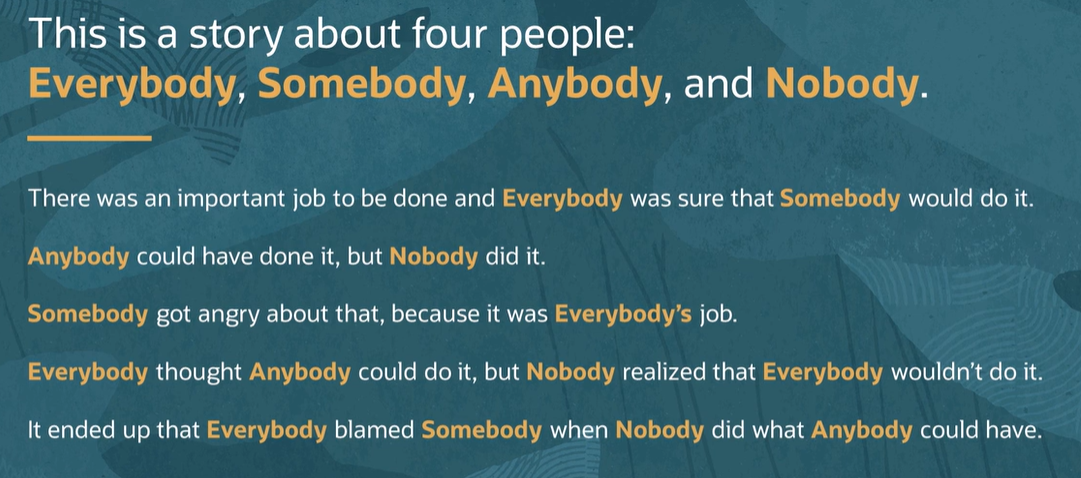 This is a story about four people:
Everybody, Somebody, Anybody, and Nobody.
There was an important job to be done and Everybody was sure that Somebody would do it.
Anybody could have done it, but Nobody did it.
Somebody got angry about that, because it was Everybody’s job.
Everybody thought Anybody could do it, but Nobody realized that Everybody wouldn’t do it.
It ended up that Everybody blamed Somebody when Nobody did what Anybody could have.